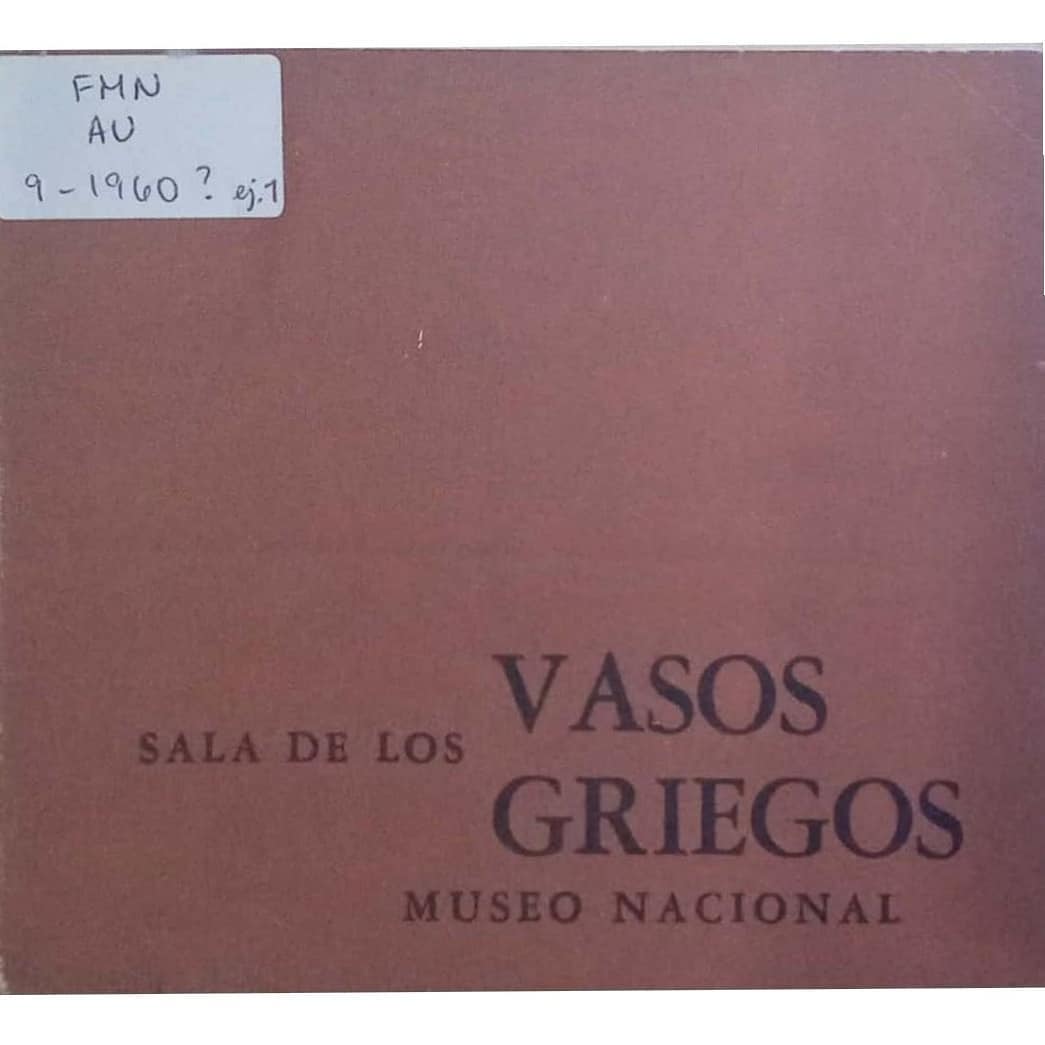 FMN
AU
9-1960? ej.1
SALA DE LOS VASOS
GRIEGOS
MUSEO NACIONAL